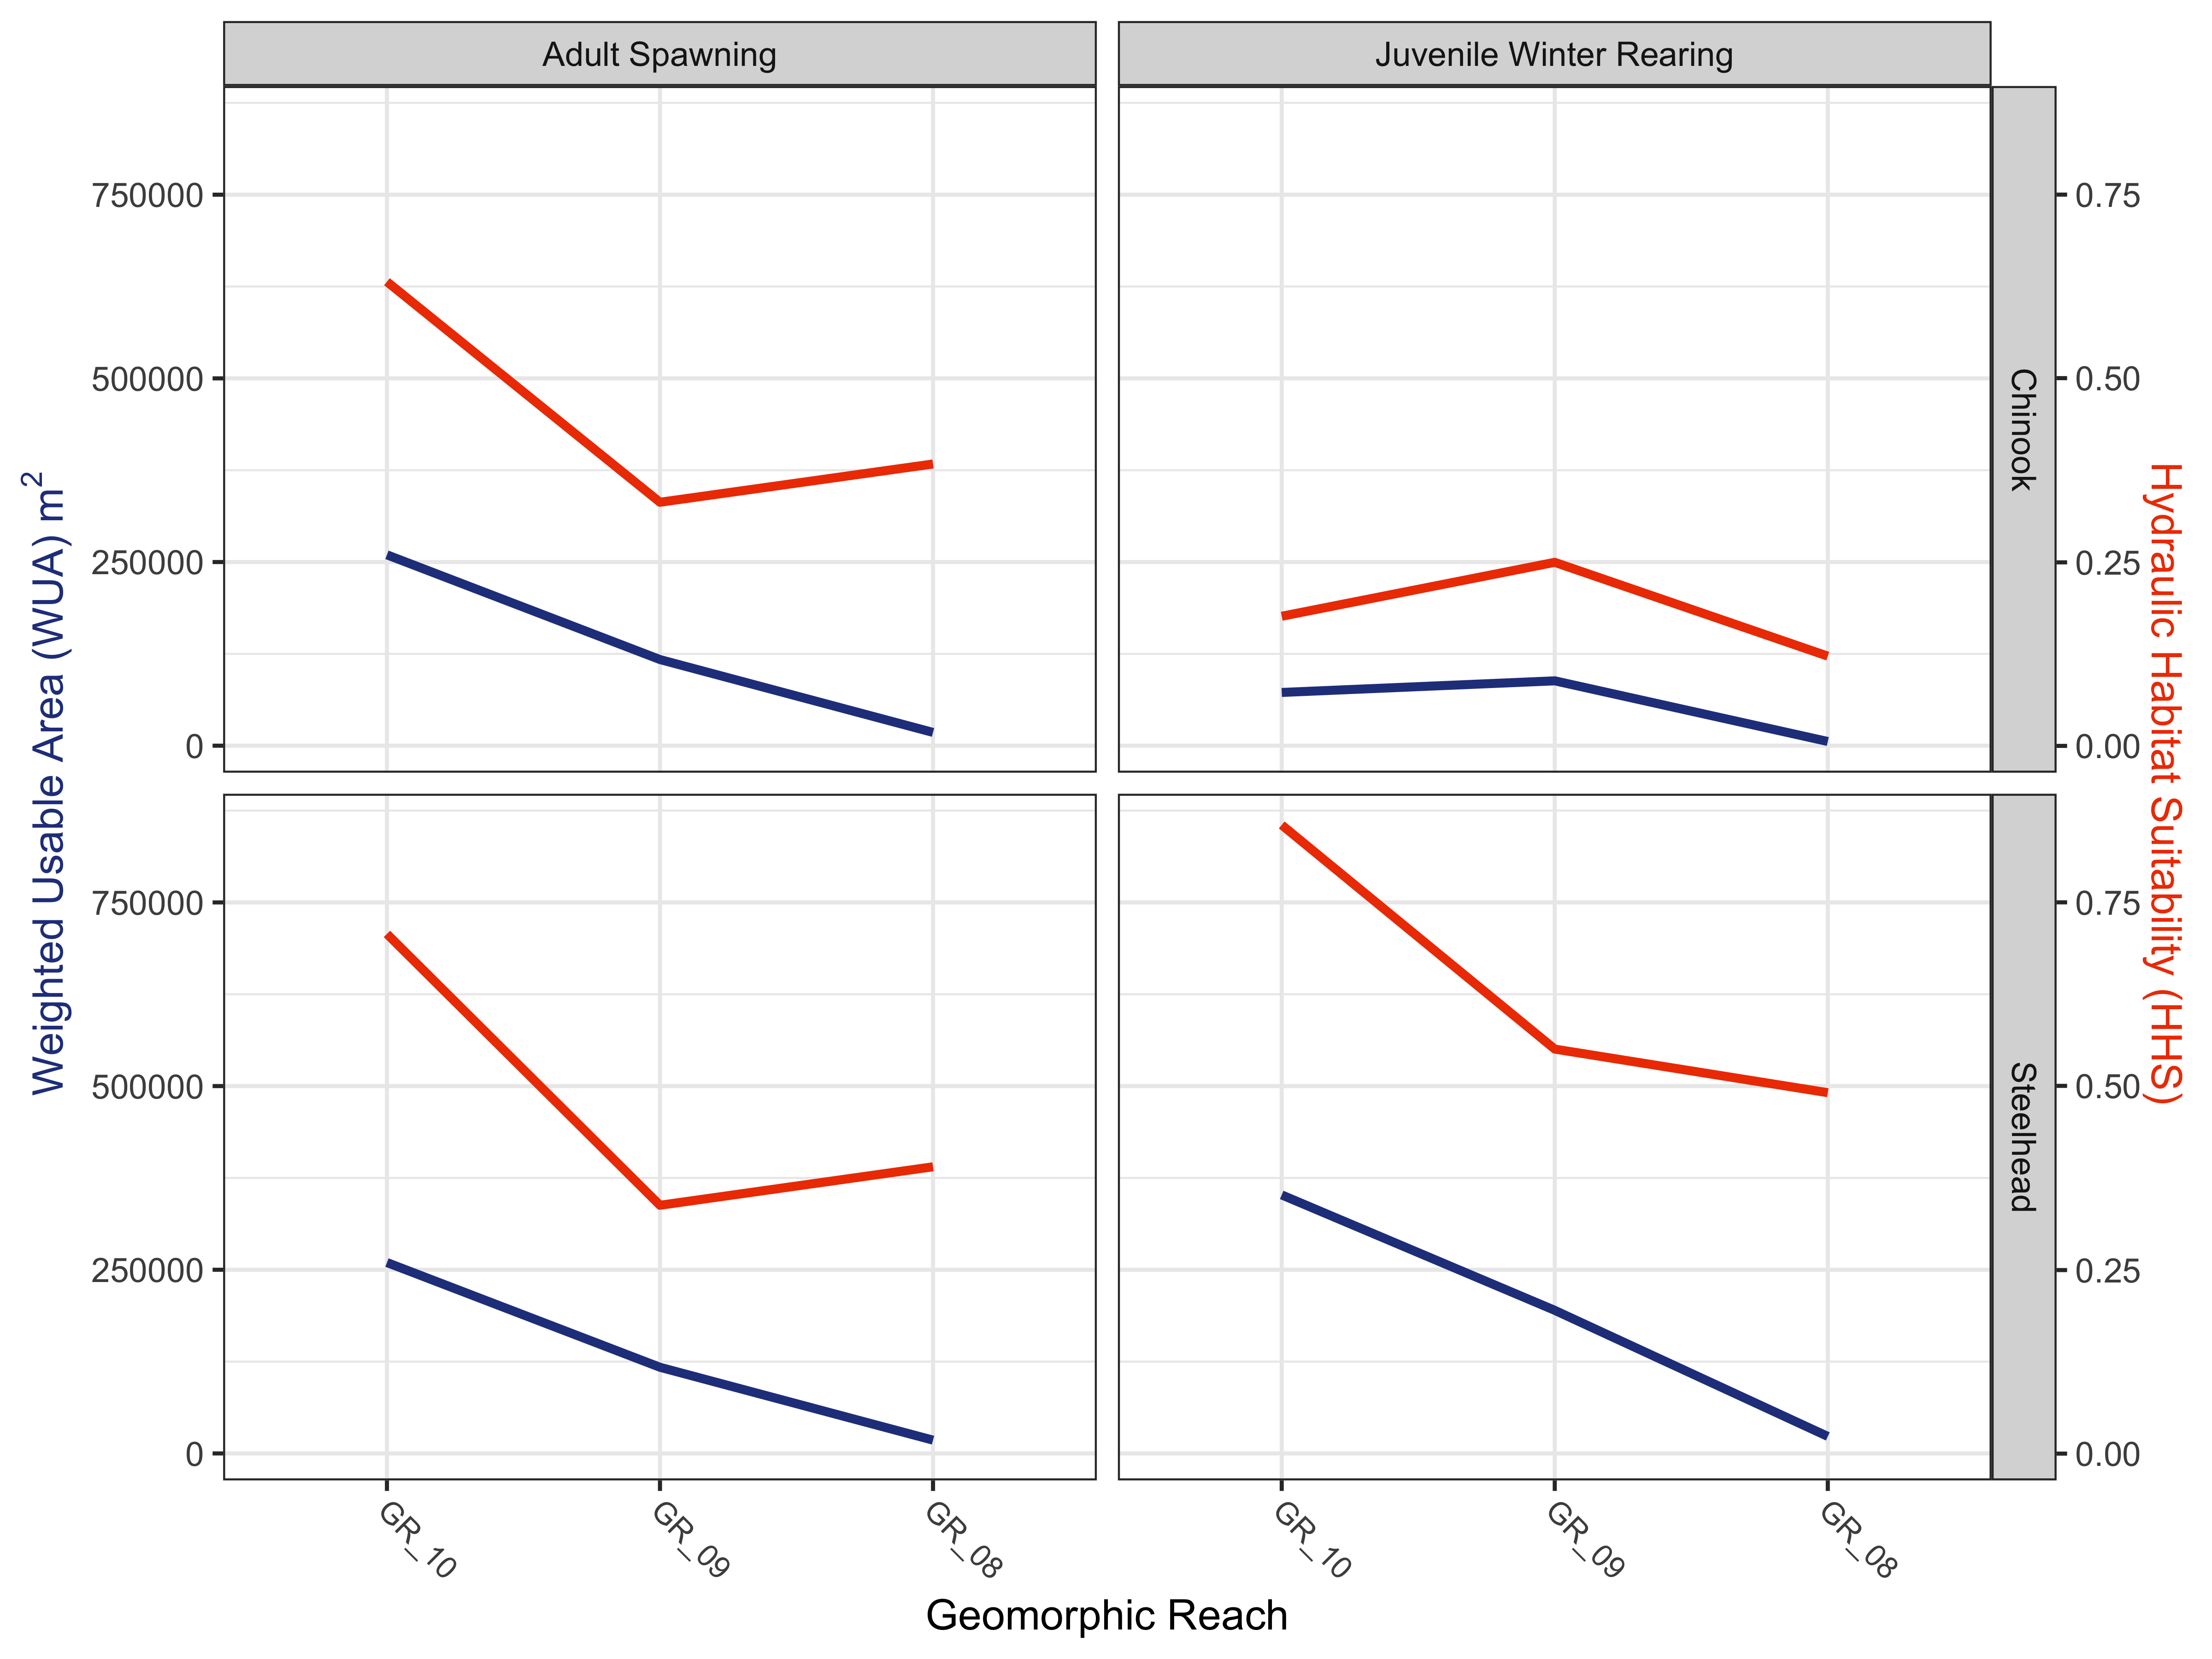 Adult Spawning
Juvenile Winter Rearing
Weighted Usable Area (WUA) m²
750000
500000
250000
0
0.75
0.50
0.25
0.00
Chinook
Hydraulic Habitat Suitability (HHS)
750000
500000
250000
0
0.75
0.50
0.25
0.00
Steelhead
GR_10
GR_09
GR_08
GR_10
GR_09
GR_08
Geomorphic Reach